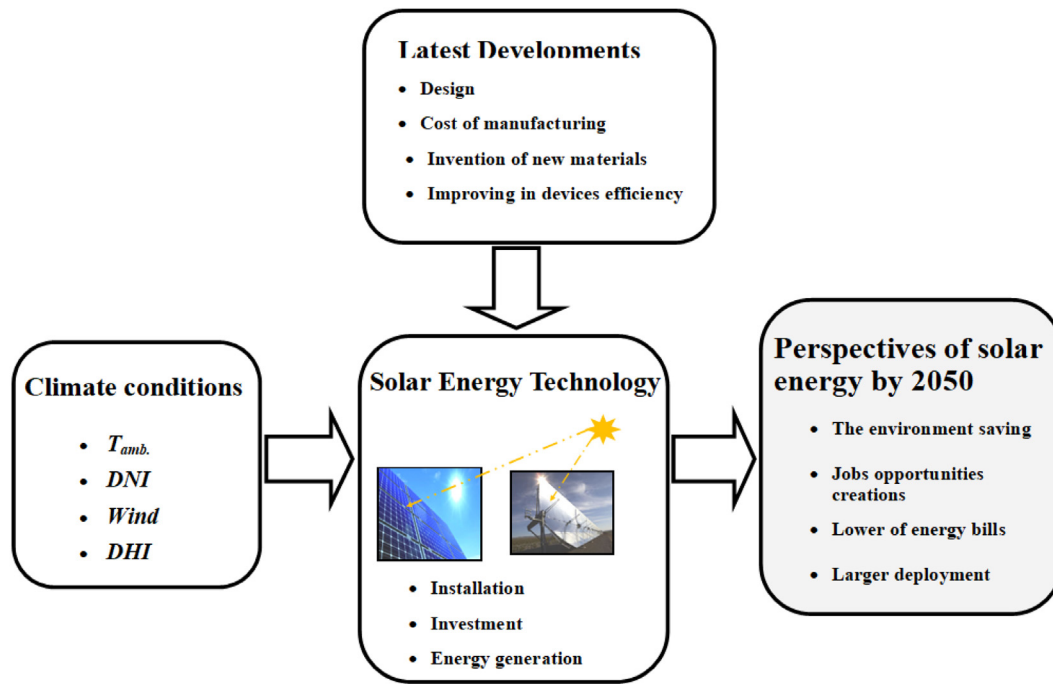 Latest Developments
• Design
• Cost of manufacturing
• Invention of new materials
• Improving in devices efficiency
Climate conditions
• T_amb.
• DNI
• Wind
• DHI
Solar Energy Technology
• Installation
• Investment
• Energy generation
Perspectives of solar
energy by 2050
• The environment saving
• Jobs opportunities
creations
• Lower of energy bills
• Larger deployment